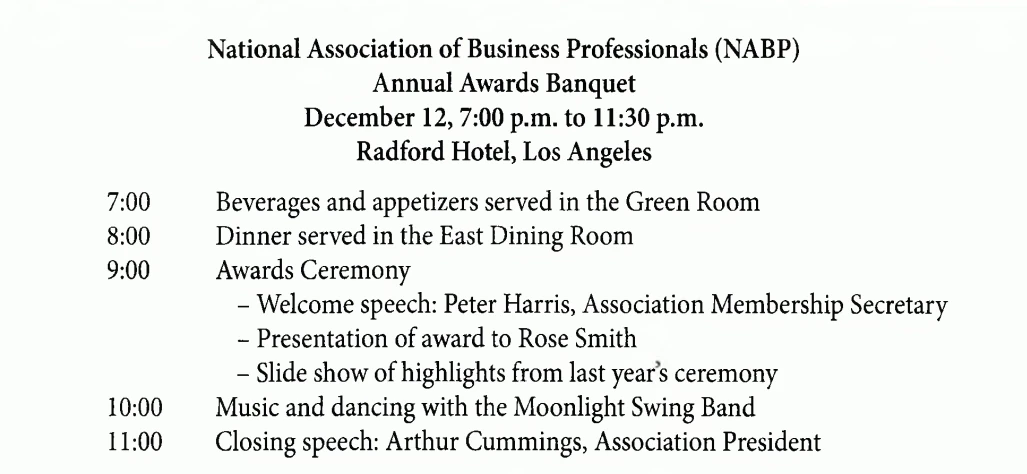 National Association of Business Professionals (NABP)
Annual Awards Banquet
December 12, 7:00 p.m. to 11:30 p.m.
Radford Hotel, Los Angeles
7:00 Beverages and appetizers served in the Green Room
8:00 Dinner served in the East Dining Room
9:00 Awards Ceremony
– Welcome speech: Peter Harris, Association Membership Secretary
– Presentation of award to Rose Smith
– Slide show of highlights from last year's ceremony
10:00 Music and dancing with the Moonlight Swing Band
11:00 Closing speech: Arthur Cummings, Association President